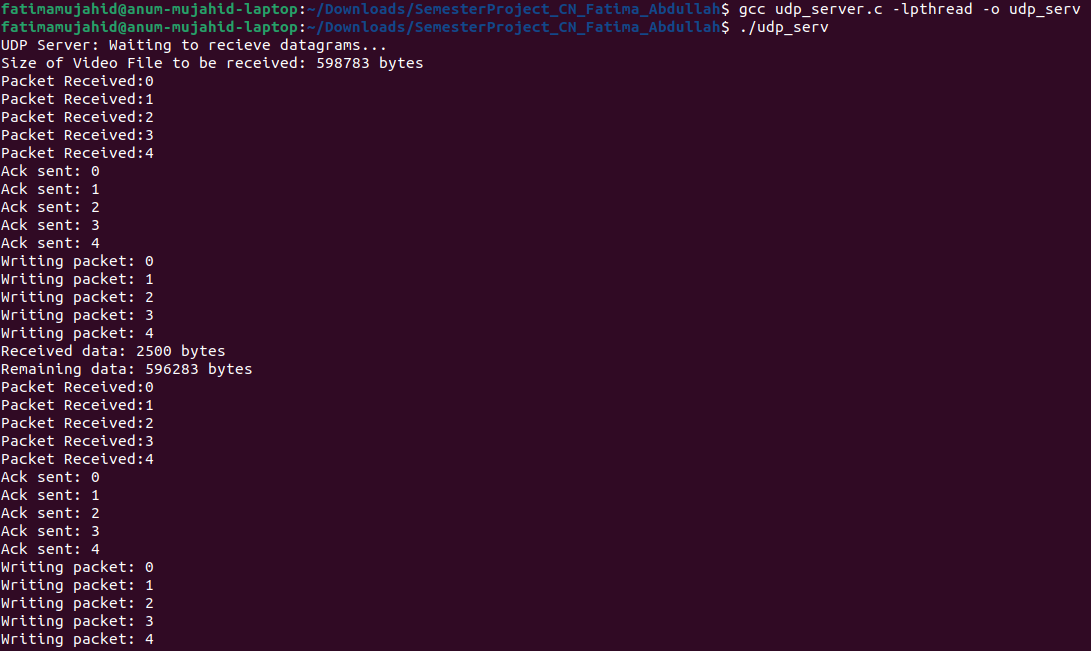 fatimamujahid@anum-mujahid-laptop:~/Downloads/SemesterProject_CN_Fatima_Abdullah$ gcc udp_server.c -lpthread -o udp_serv
fatimamujahid@anum-mujahid-laptop:~/Downloads/SemesterProject_CN_Fatima_Abdullah$ ./udp_serv
UDP Server: Waiting to recieve datagrams...
Size of Video File to be received: 598783 bytes
Packet Received:0
Packet Received:1
Packet Received:2
Packet Received:3
Packet Received:4
Ack sent: 0
Ack sent: 1
Ack sent: 2
Ack sent: 3
Ack sent: 4
Writing packet: 0
Writing packet: 1
Writing packet: 2
Writing packet: 3
Writing packet: 4
Received data: 2500 bytes
Remaining data: 596283 bytes
Packet Received:0
Packet Received:1
Packet Received:2
Packet Received:3
Packet Received:4
Ack sent: 0
Ack sent: 1
Ack sent: 2
Ack sent: 3
Ack sent: 4
Writing packet: 0
Writing packet: 1
Writing packet: 2
Writing packet: 3
Writing packet: 4